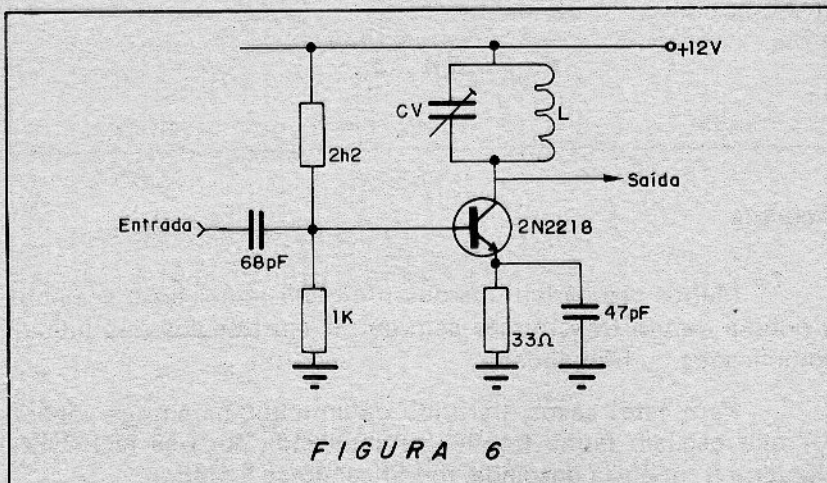 +12V
CV
L
2h2
Saída
Entrada
2N2218
68pF
1K
33Ω
47pF
FIGURA 6